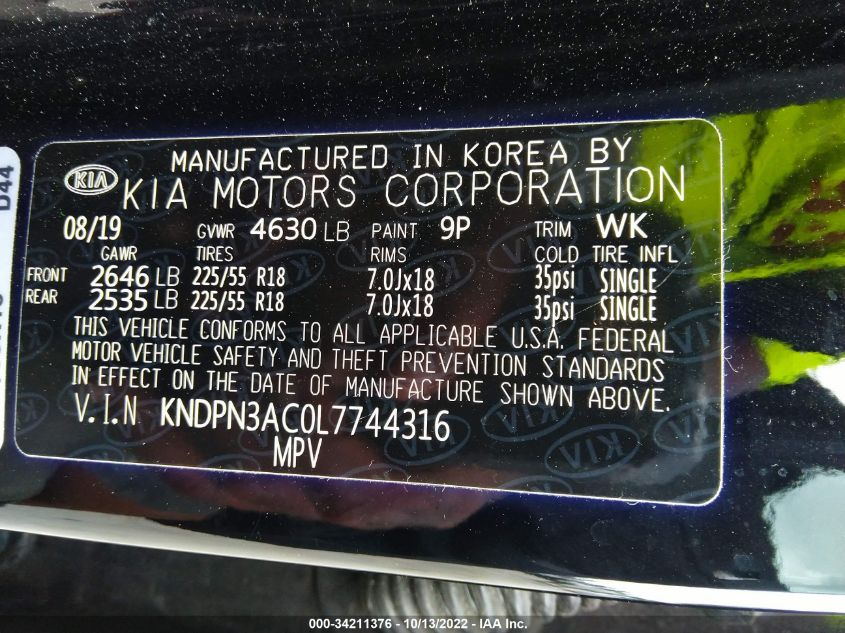 MANUFACTURED IN KOREA BY
KIA KIA MOTORS CORPORATION
08/19 GVWR 4630 LB PAINT 9P TRIM WK
GAWR TIRES RIMS COLD TIRE INFL
FRONT 2646 LB 225/55 R18 7.0Jx18 35psi SINGLE
REAR 2535 LB 225/55 R18 7.0Jx18 35psi SINGLE
THIS VEHICLE CONFORMS TO ALL APPLICABLE U.S.A. FEDERAL
MOTOR VEHICLE SAFETY AND THEFT PREVENTION STANDARDS
IN EFFECT ON THE DATE OF MANUFACTURE SHOWN ABOVE.
V.I.N KNDPN3AC0L7744316
MPV
D44
000-34211376 - 10/13/2022 - IAA Inc.